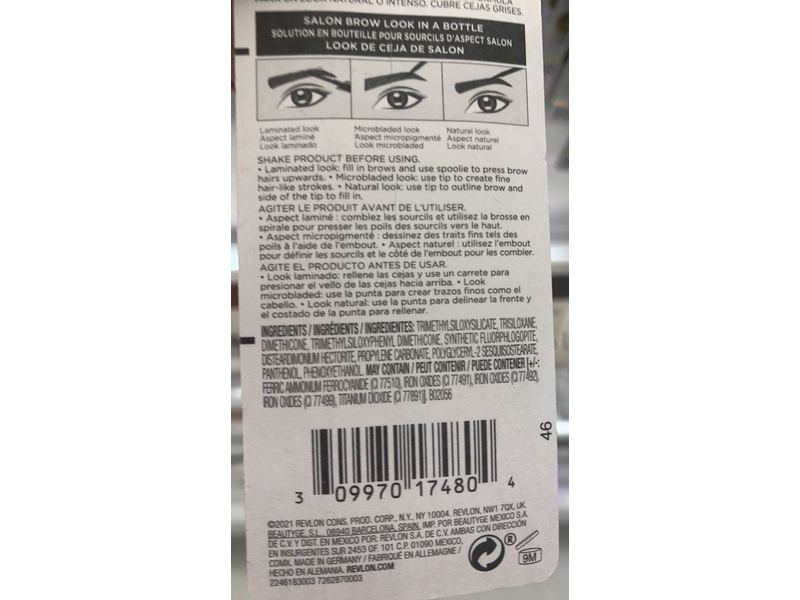 O INTENSO. CUBRE CEJAS GRISES.
SALON BROW LOOK IN A BOTTLE
SOLUTION EN BOUTEILLE POUR SOURCILS D'ASPECT SALON
LOOK DE CEJA DE SALON
Laminated look
Aspect laminé
Look laminado
Microbladed look
Aspect micropigmenté
Look microbladed
Natural look
Aspect naturel
Look natural
SHAKE PRODUCT BEFORE USING.
• Laminated look: fill in brows and use spoolie to press brow
hairs upwards. • Microbladed look: use tip to create fine
hair-like strokes. • Natural look: use tip to outline brow and
side of the tip to fill in.
AGITER LE PRODUIT AVANT DE L'UTILISER.
• Aspect laminé : comblez les sourcils et utilisez la brosse en
spirale pour presser les poils des sourcils vers le haut.
• Aspect micropigmenté : dessinez des traits fins tels des
poils à l'aide de l'embout. • Aspect naturel : utilisez l'embout
pour définir les sourcils et le côté de l'embout pour les combler.
AGITE EL PRODUCTO ANTES DE USAR.
• Look laminado: rellene las cejas y use un carrete para
presionar el vello de las cejas hacia arriba. • Look
microbladed: use la punta para crear trazos finos como el
cabello. • Look natural: use la punta para delinear la frente y
el costado de la punta para rellenar.
INGREDIENTS / INGRÉDIENTS / INGREDIENTES: TRIMETHYLSILOXYSILICATE, TRISILOXANE,
DIMETHICONE, TRIMETHYLSILOXYPHENYL DIMETHICONE, SYNTHETIC FLUORPHLOGOPITE,
DISTEARDIMONIUM HECTORITE, PROPYLENE CARBONATE, POLYGLYCERYL-2 SESQUIOSTEARATE,
PANTHENOL, PHENOXYETHANOL. MAY CONTAIN / PEUT CONTENIR / PUEDE CONTENER [+/-:
FERRIC AMMONIUM FERROCYANIDE (CI 77510), IRON OXIDES (CI 77491), IRON OXIDES (CI 77492),
IRON OXIDES (CI 77499), TITANIUM DIOXIDE (CI 77891)]. B02056
46
3 09970 17480 4
©2021 REVLON CONS. PROD. CORP., N.Y., NY 10004. REVLON, NW1 7QX, UK.
BEAUTYGE, S.L., 08940 BARCELONA, SPAIN. IMP. POR BEAUTYGE MEXICO S.A.
DE C.V. Y DIST. EN MEXICO POR: REVLON S.A. DE C.V. AMBAS CON DIRECCIÓN
EN INSURGENTES SUR 2453 OF. 101 C.P. 01090 MEXICO,
CDMX. MADE IN GERMANY / FABRIQUÉ EN ALLEMAGNE /
HECHO EN ALEMANIA. REVLON.COM
2246183003 7262870003
®
9M